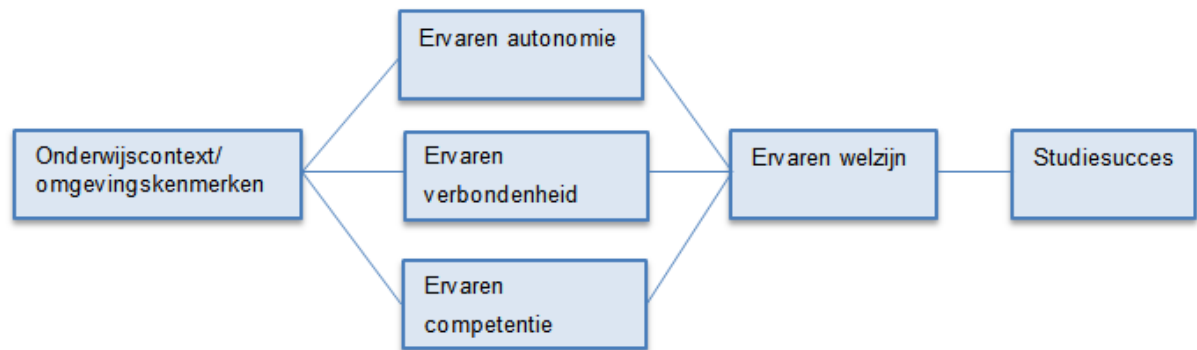 Ervaren autonomie
Onderwijscontext/
omgevingskenmerken
Ervaren
verbondenheid
Ervaren welzijn
Studiesucces
Ervaren
competentie